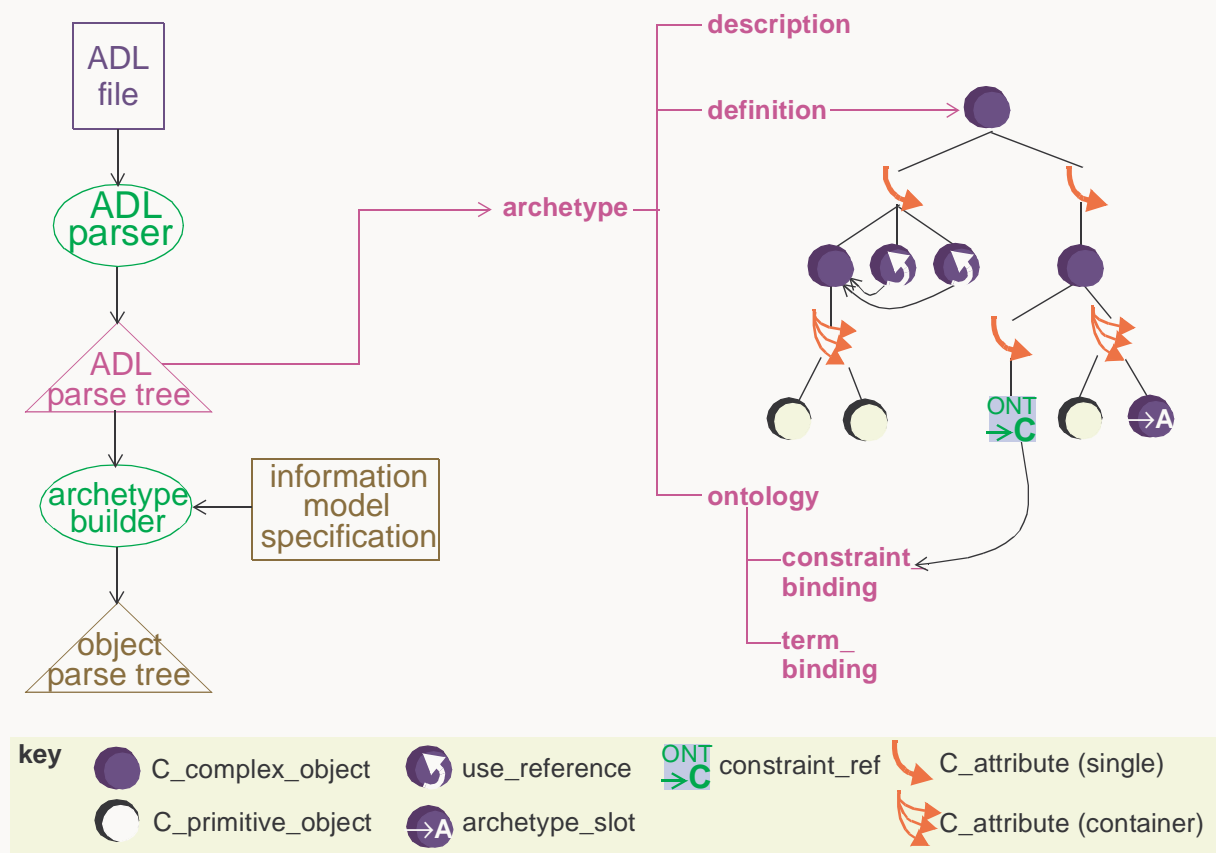 ADL
file
ADL
parser
ADL
parse tree
archetype
builder
information
model
specification
object
parse tree
archetype
description
definition
ONT
→C
→A
ontology
constraint_
binding
term_
binding
key
C_complex_object
use_reference
ONT
→C
constraint_ref
C_attribute (single)
C_primitive_object
→A
archetype_slot
C_attribute (container)